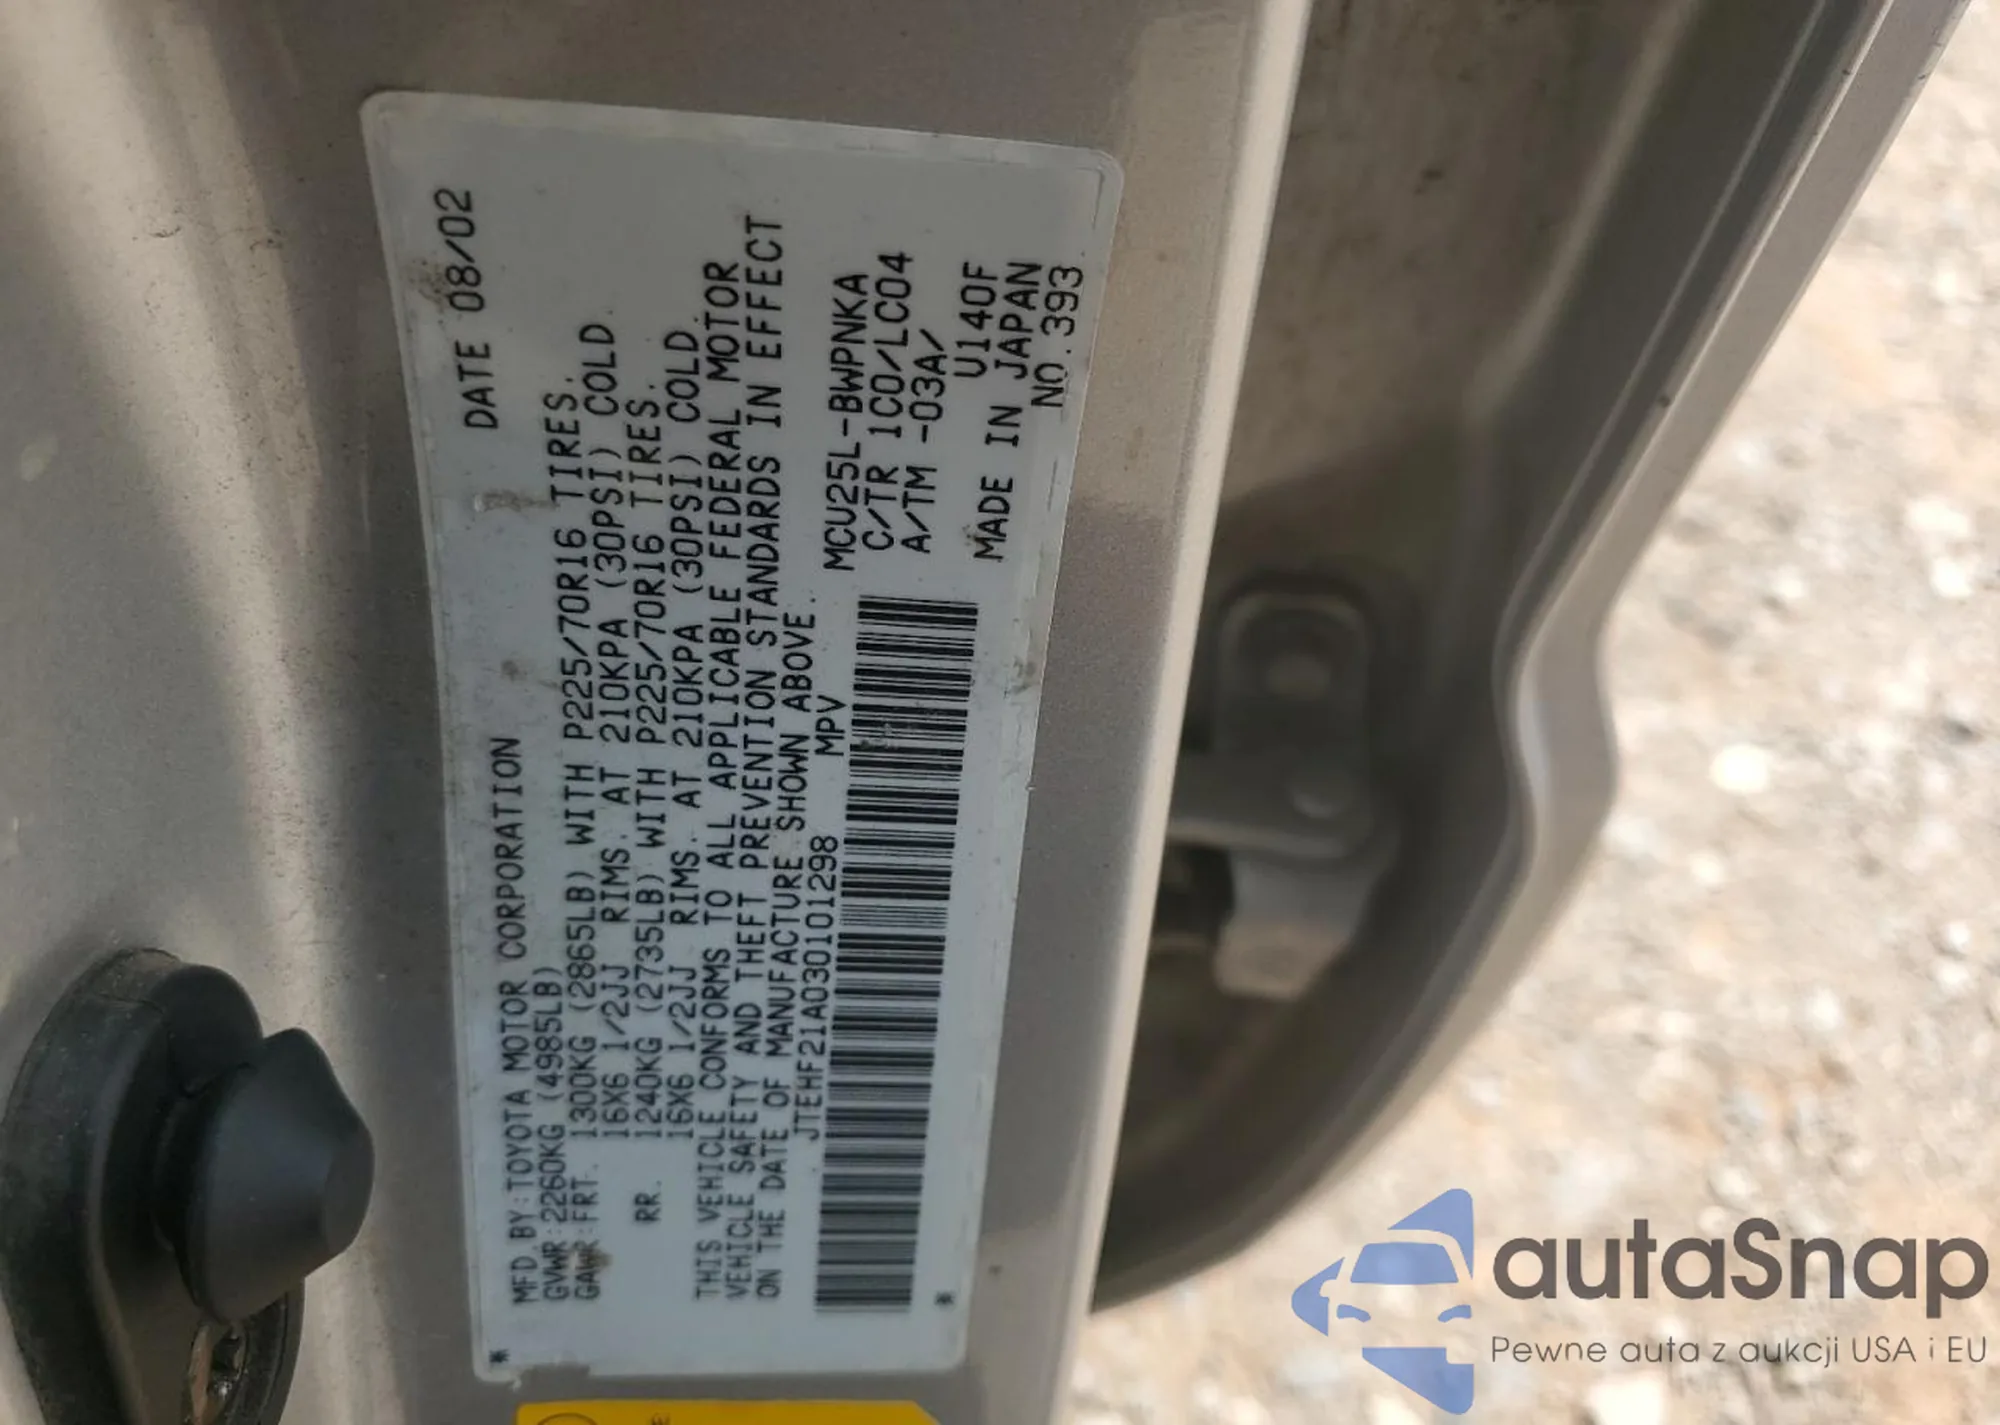 MFD BY:TOYOTA MOTOR CORPORATION DATE 08/02
GVWR:2260KG (4985LB)
GAWR:FRT. 1300KG (2865LB) WITH P225/70R16 TIRES.
16X6 1/2JJ RIMS. AT 210KPA (30PSI) COLD.
RR. 1240KG (2735LB) WITH P225/70R16 TIRES.
16X6 1/2JJ RIMS. AT 210KPA (30PSI) COLD.
THIS VEHICLE CONFORMS TO ALL APPLICABLE FEDERAL MOTOR
VEHICLE SAFETY AND THEFT PREVENTION STANDARDS IN EFFECT
ON THE DATE OF MANUFACTURE SHOWN ABOVE.
JTEHF21A030101298 MPV
MCU25L-BWPNKA
C/TR 1C0/LC04
A/TM -03A/
U140F
MADE IN JAPAN
NO.393
autaSnap
Pewne auta z aukcji USA i EU